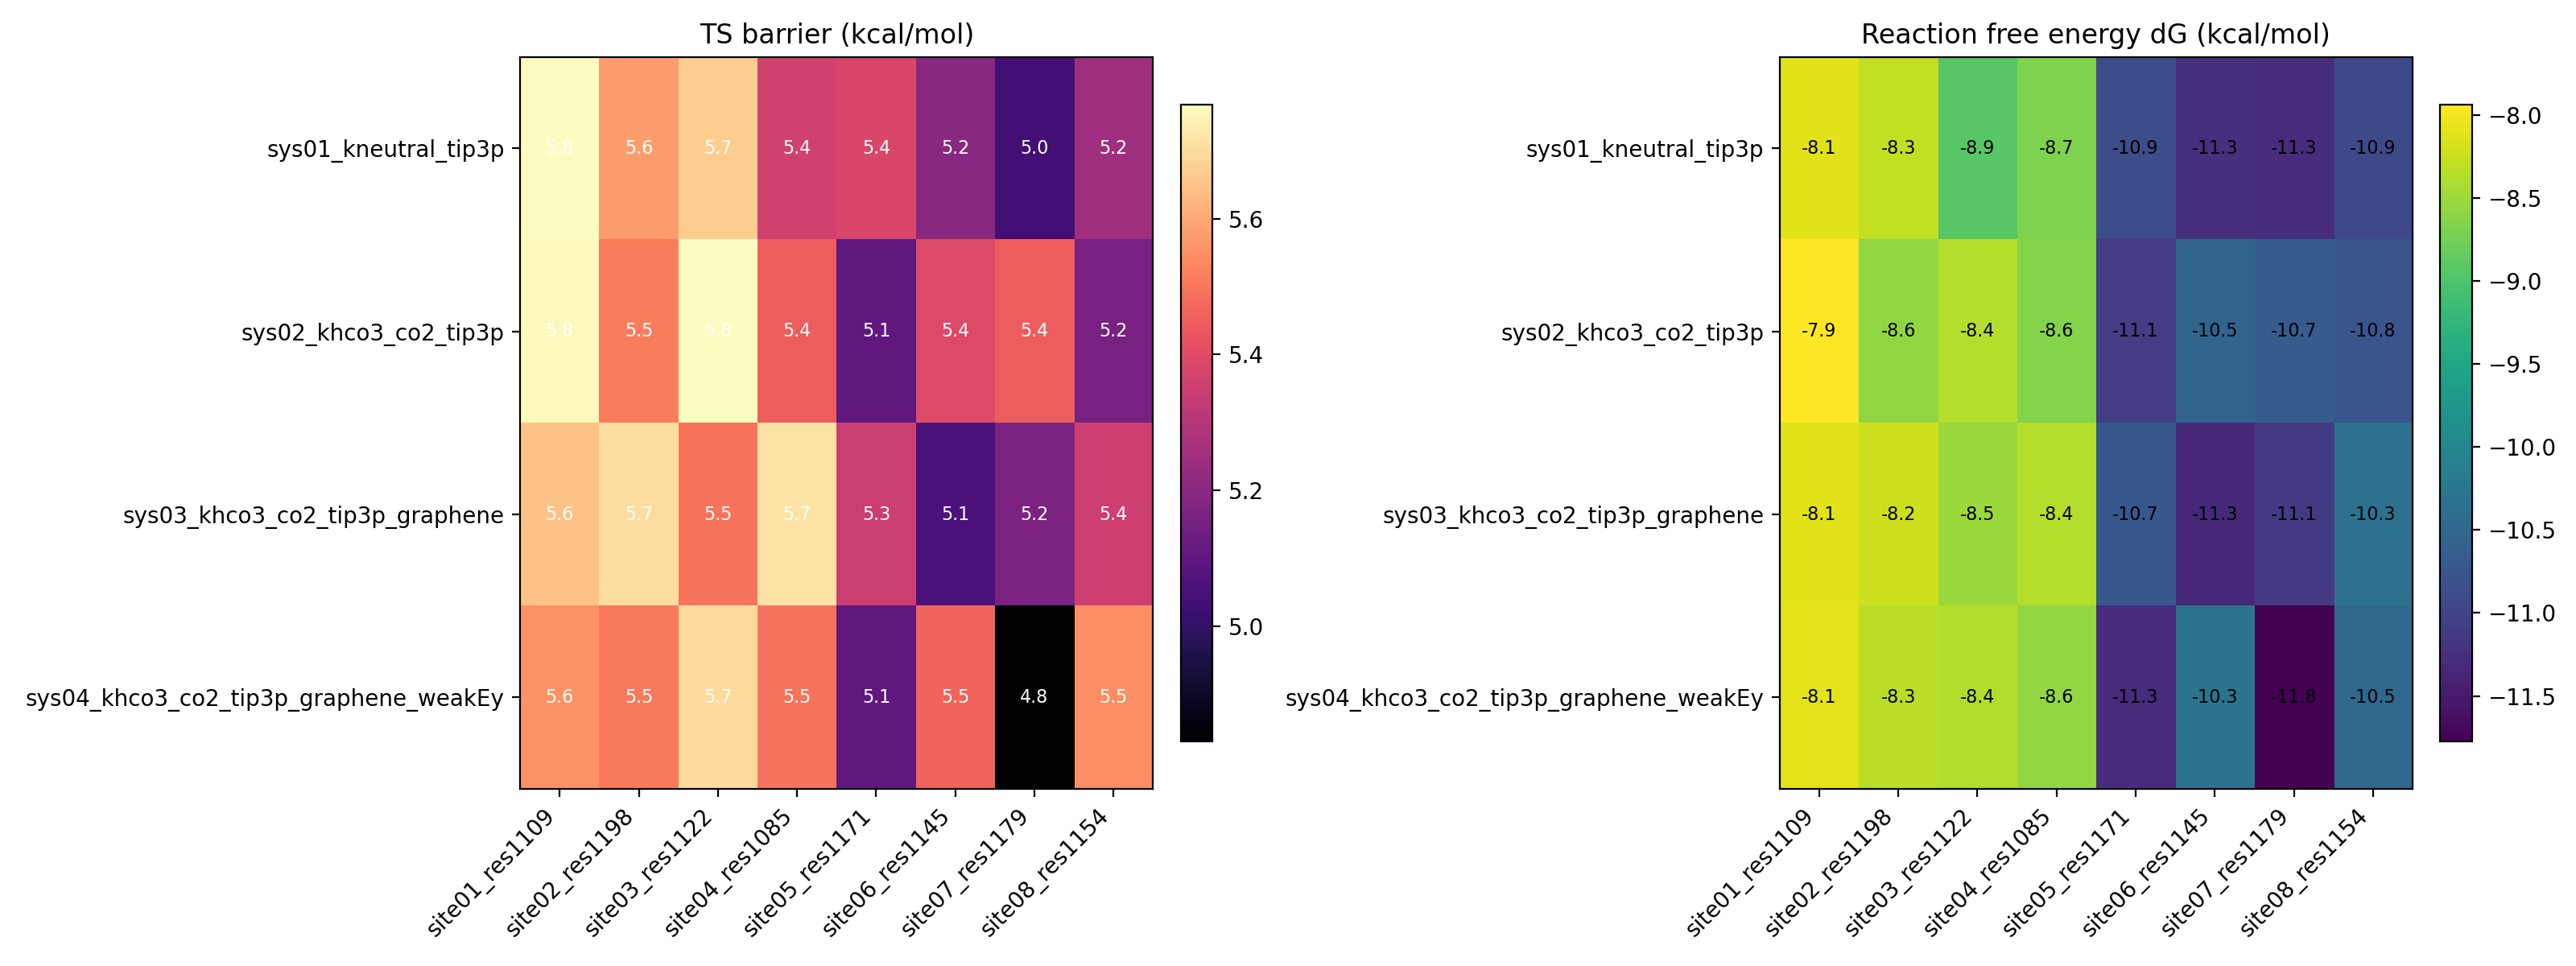 TS barrier (kcal/mol)
sys01_kneutral_tip3p 5.8 5.6 5.7 5.4 5.4 5.2 5.0 5.2
sys02_khco3_co2_tip3p 5.8 5.5 5.8 5.4 5.1 5.4 5.4 5.2
sys03_khco3_co2_tip3p_graphene 5.6 5.7 5.5 5.7 5.3 5.1 5.2 5.4
sys04_khco3_co2_tip3p_graphene_weakEy 5.6 5.5 5.7 5.5 5.1 5.5 4.8 5.5
site01_res1109
site02_res1198
site03_res1122
site04_res1085
site05_res1171
site06_res1145
site07_res1179
site08_res1154
5.6
5.4
5.2
5.0
Reaction free energy dG (kcal/mol)
sys01_kneutral_tip3p -8.1 -8.3 -8.9 -8.7 -10.9 -11.3 -11.3 -10.9
sys02_khco3_co2_tip3p -7.9 -8.6 -8.4 -8.6 -11.1 -10.5 -10.7 -10.8
sys03_khco3_co2_tip3p_graphene -8.1 -8.2 -8.5 -8.4 -10.7 -11.3 -11.1 -10.3
sys04_khco3_co2_tip3p_graphene_weakEy -8.1 -8.3 -8.4 -8.6 -11.3 -10.3 -11.8 -10.5
site01_res1109
site02_res1198
site03_res1122
site04_res1085
site05_res1171
site06_res1145
site07_res1179
site08_res1154
−8.0
−8.5
−9.0
−9.5
−10.0
−10.5
−11.0
−11.5